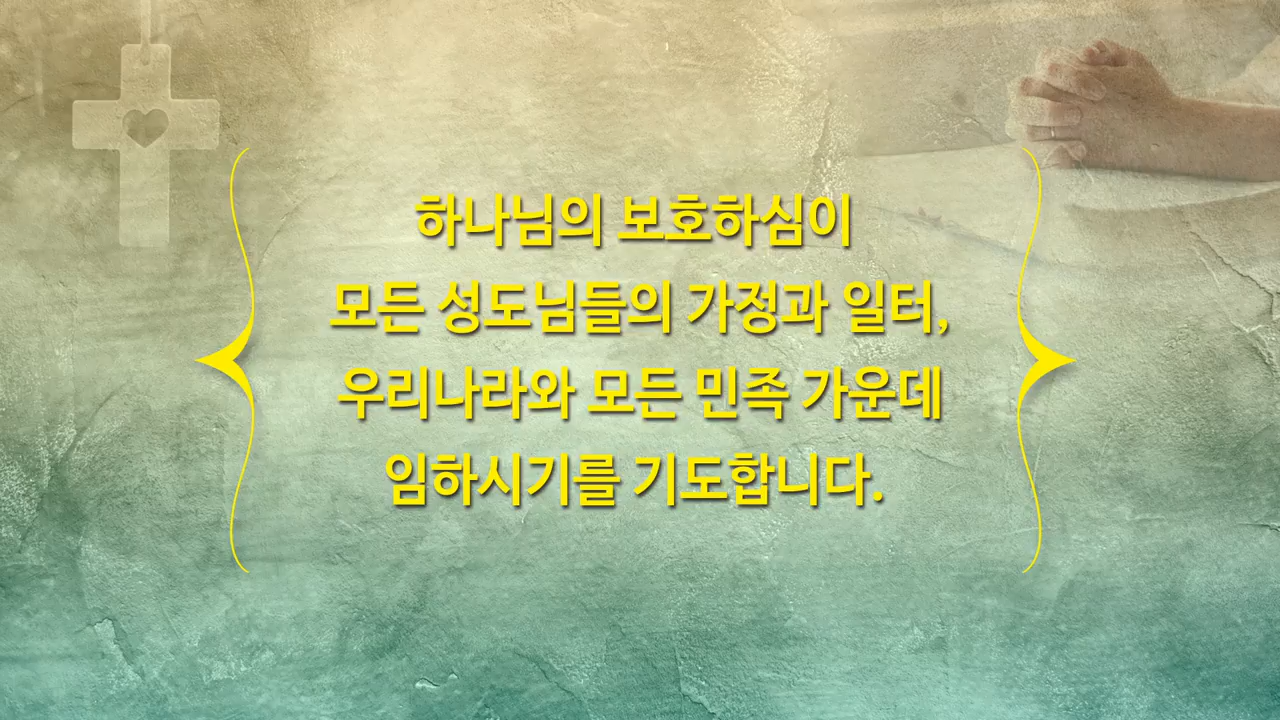 하나님의 보호하심이
모든 성도님들의 가정과 일터,
우리나라와 모든 민족 가운데
임하시기를 기도합니다.